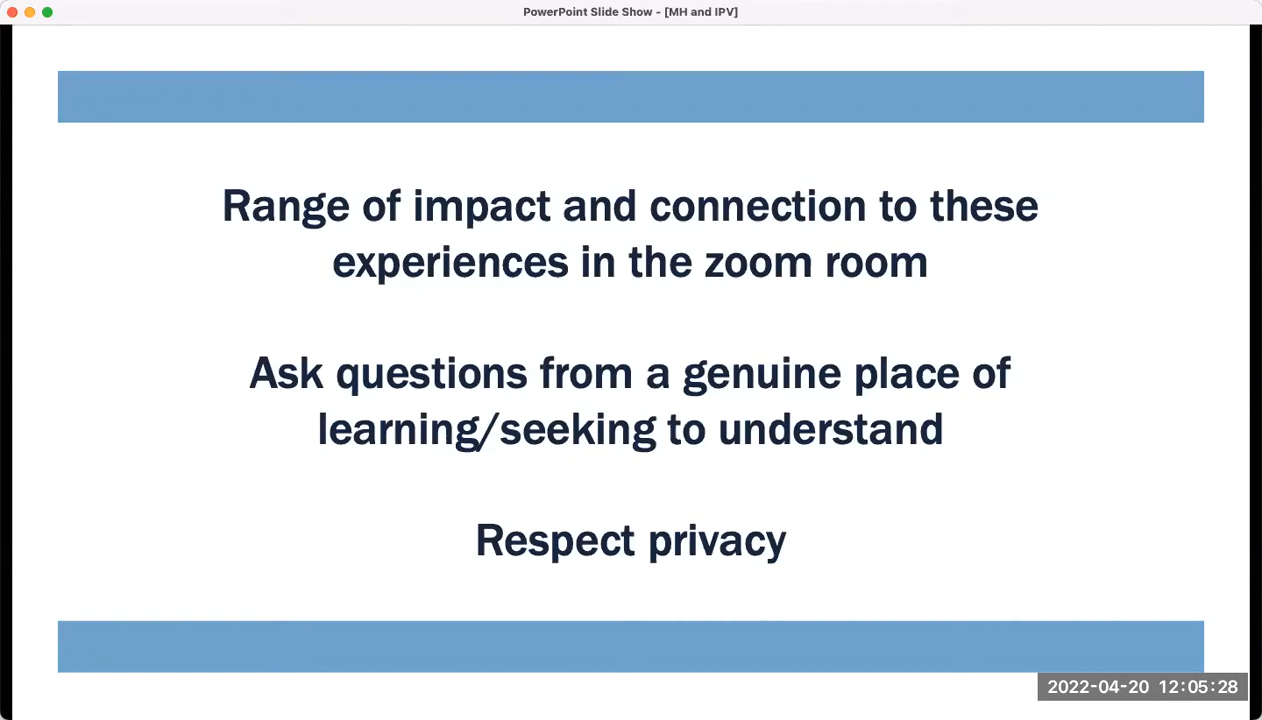 PowerPoint Slide Show - [MH and IPV]
Range of impact and connection to these
experiences in the zoom room
Ask questions from a genuine place of
learning/seeking to understand
Respect privacy
2022-04-20 12:05:28